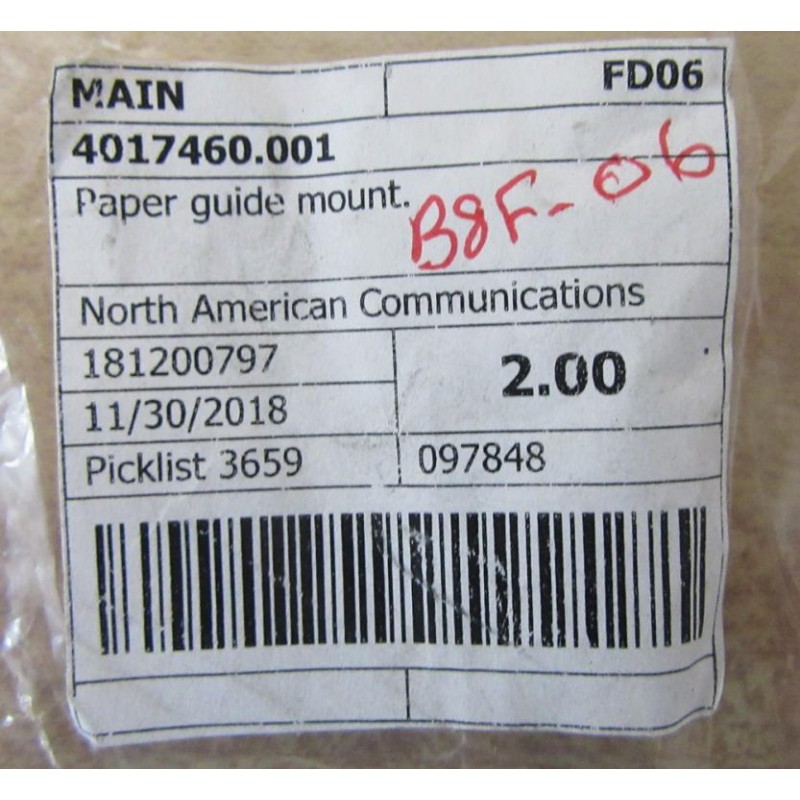 MAIN FD06
4017460.001
Paper guide mount.
B8F-06
North American Communications
181200797
2.00
11/30/2018
Picklist 3659 097848